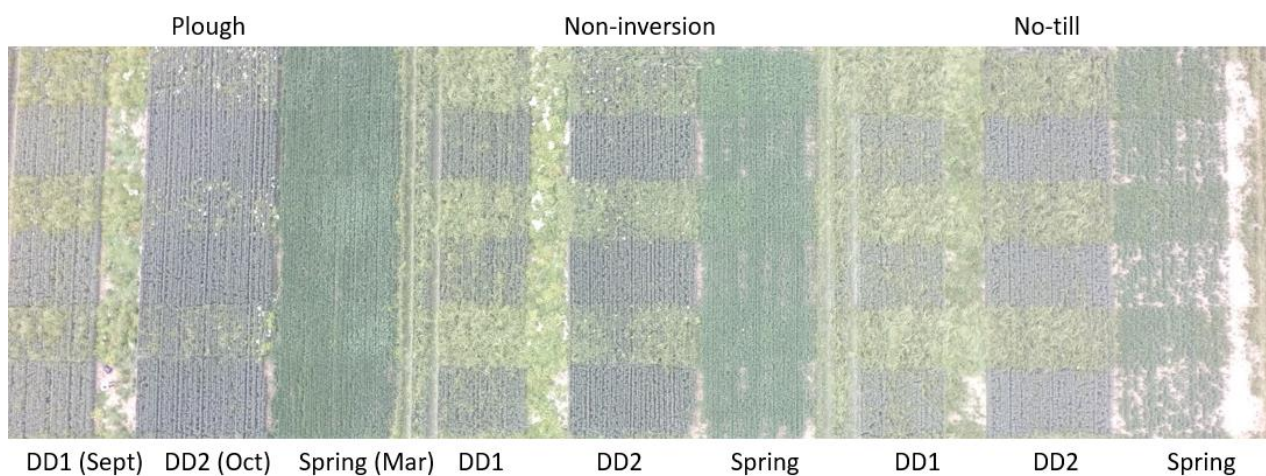 Plough Non-inversion No-till
DD1 (Sept) DD2 (Oct) Spring (Mar) DD1 DD2 Spring DD1 DD2 Spring